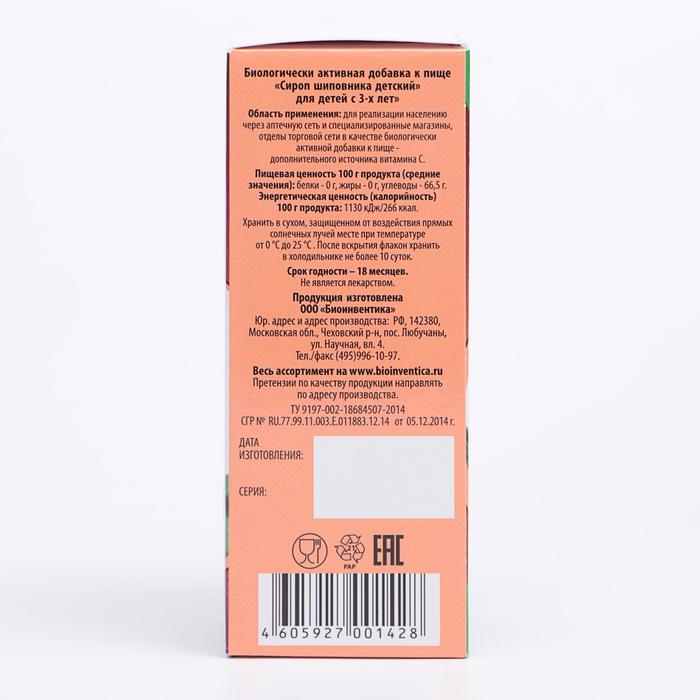 Биологически активная добавка к пище
«Сироп шиповника детский»
для детей с 3-х лет»
Область применения: для реализации населению
через аптечную сеть и специализированные магазины,
отделы торговой сети в качестве биологически
активной добавки к пище -
дополнительного источника витамина С.
Пищевая ценность 100 г продукта (средние
значения): белки - 0 г, жиры - 0 г, углеводы - 66,5 г.
Энергетическая ценность (калорийность)
100 г продукта: 1130 кДж/266 ккал.
Хранить в сухом, защищенном от воздействия прямых
солнечных лучей месте при температуре
от 0 °С до 25 °С . После вскрытия флакон хранить
в холодильнике не более 10 суток.
Срок годности – 18 месяцев.
Не является лекарством.
Продукция изготовлена
ООО «Биоинвентика»
Юр. адрес и адрес производства: РФ, 142380,
Московская обл., Чеховский р-н, пос. Любучаны,
ул. Научная, вл. 4.
Тел./факс (495)996-10-97.
Весь ассортимент на www.bioinventica.ru
Претензии по качеству продукции направлять
по адресу производства.
ТУ 9197-002-18684507-2014
СГР № RU.77.99.11.003.Е.011883.12.14 от 05.12.2014 г.
ДАТА
ИЗГОТОВЛЕНИЯ:
СЕРИЯ:
21
PAP
EAC
4 605927 001428